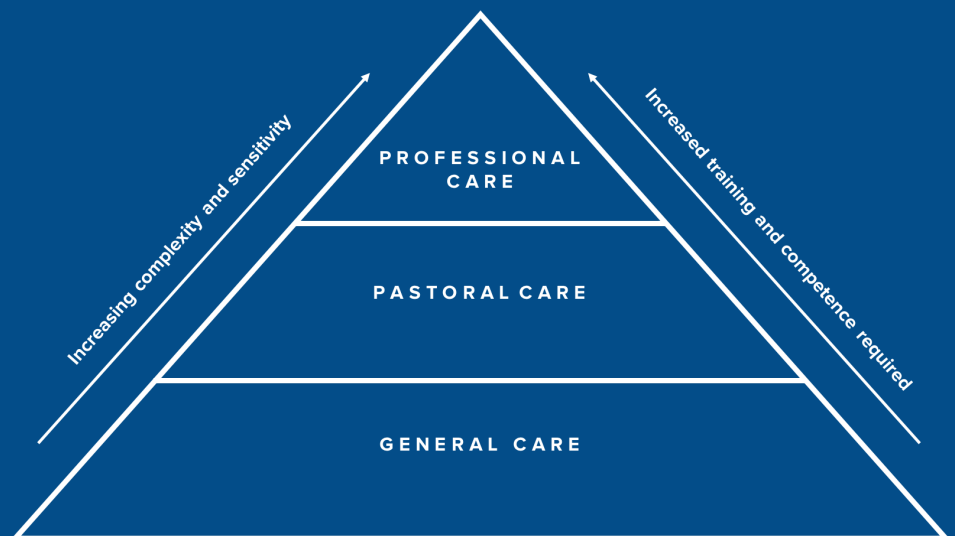 Increasing complexity and sensitivity
Increased training and competence required
PROFESSIONAL
CARE
PASTORAL CARE
GENERAL CARE